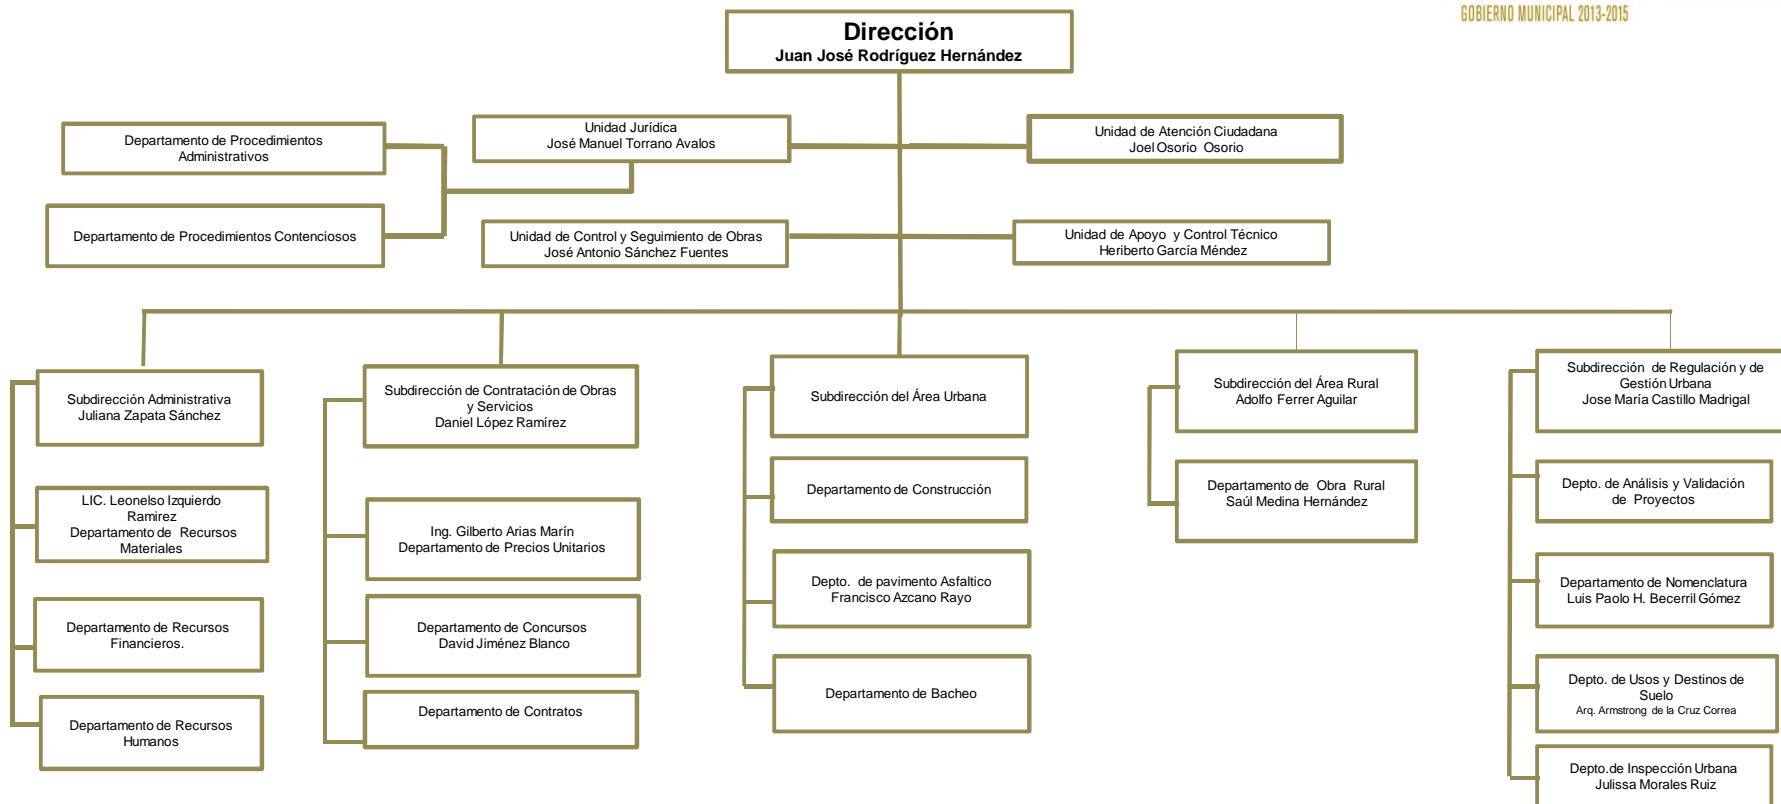 GOBIERNO MUNICIPAL 2013-2015
Dirección
Juan José Rodríguez Hernández
Departamento de Procedimientos
Administrativos
Unidad Jurídica
José Manuel Torrano Avalos
Unidad de Atención Ciudadana
Joel Osorio Osorio
Departamento de Procedimientos Contenciosos
Unidad de Control y Seguimiento de Obras
José Antonio Sánchez Fuentes
Unidad de Apoyo y Control Técnico
Heriberto García Méndez
Subdirección Administrativa
Juliana Zapata Sánchez
LIC. Leonelso Izquierdo
Ramirez
Departamento de Recursos
Materiales
Departamento de Recursos
Financieros.
Departamento de Recursos
Humanos
Subdirección de Contratación de Obras
y Servicios
Daniel López Ramírez
Ing. Gilberto Arias Marín
Departamento de Precios Unitarios
Departamento de Concursos
David Jiménez Blanco
Departamento de Contratos
Subdirección del Área Urbana
Departamento de Construcción
Depto. de pavimento Asfaltico
Francisco Azcano Rayo
Departamento de Bacheo
Subdirección del Área Rural
Adolfo Ferrer Aguilar
Departamento de Obra Rural
Saúl Medina Hernández
Subdirección de Regulación y de
Gestión Urbana
Jose María Castillo Madrigal
Depto. de Análisis y Validación
de Proyectos
Departamento de Nomenclatura
Luis Paolo H. Becerril Gómez
Depto. de Usos y Destinos de
Suelo
Arq. Armstrong de la Cruz Correa
Depto.de Inspección Urbana
Julissa Morales Ruiz